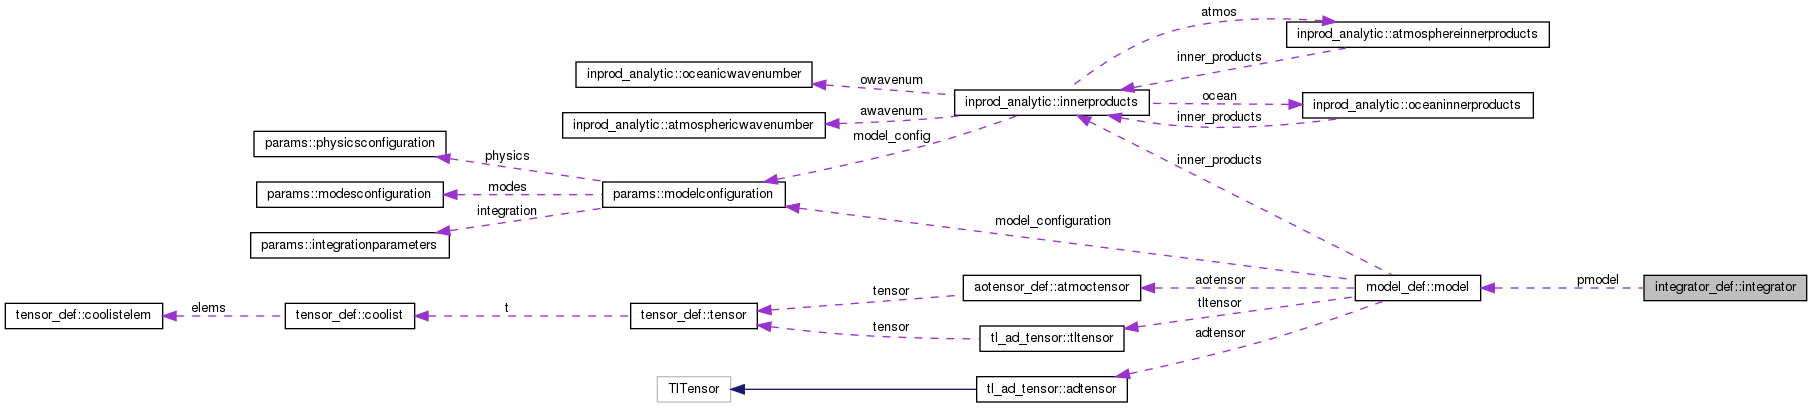 atmos
inprod_analytic::atmosphereinnerproducts
inner_products
inprod_analytic::oceanicwavenumber
owavenum
inprod_analytic::innerproducts
ocean
inprod_analytic::oceaninnerproducts
inner_products
awavenum
inprod_analytic::atmosphericwavenumber
model_config
params::physicsconfiguration
physics
inner_products
params::modesconfiguration
modes
params::modelconfiguration
integration
model_configuration
params::integrationparameters
aotensor_def::atmoctensor
aotensor
model_def::model
pmodel
integrator_def::integrator
tensor
tltensor
tensor_def::coolistelem
elems
tensor_def::coolist
t
tensor_def::tensor
tensor
tl_ad_tensor::tltensor
adtensor
TlTensor
tl_ad_tensor::adtensor